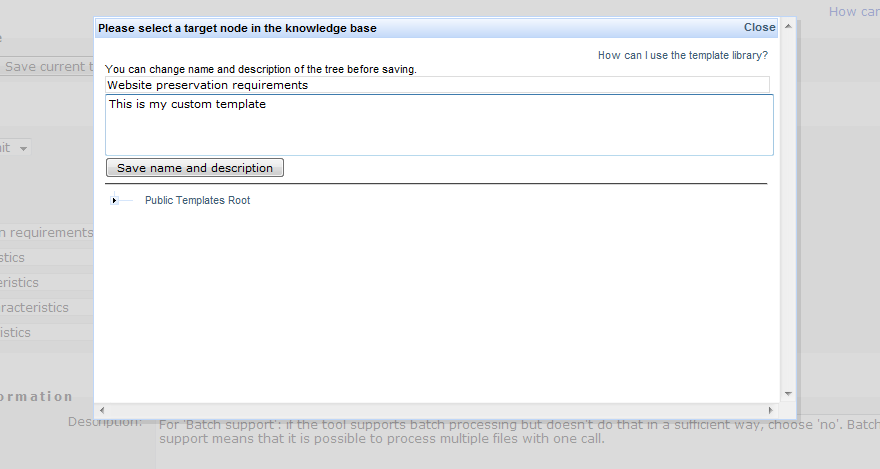 How can
Please select a target node in the knowledge base
Close
How can I use the template library?
You can change name and description of the tree before saving.
Save current t
Website preservation requirements
This is my custom template
Save name and description
Public Templates Root
n requirements
stics
eristics
aracteristics
istics
ormation
Description:
For 'Batch support': if the tool supports batch processing but doesn't do that in a sufficient way, choose 'no'. Batch
support means that it is possible to process multiple files with one call.